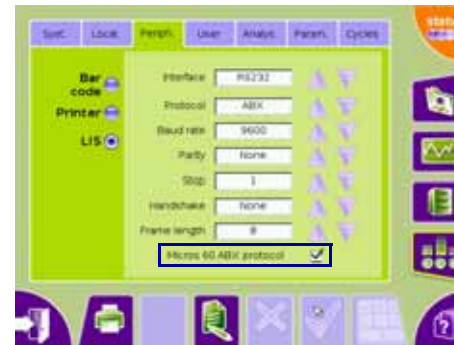 Syst. Local Periph. User Analys. Param. Cycles
Bar code
Printer
LIS
Interface RS232
Protocol ABX
Baud rate 9600
Parity None
Stop 1
Handshake None
Frame length 8
Micros 60 ABX protocol